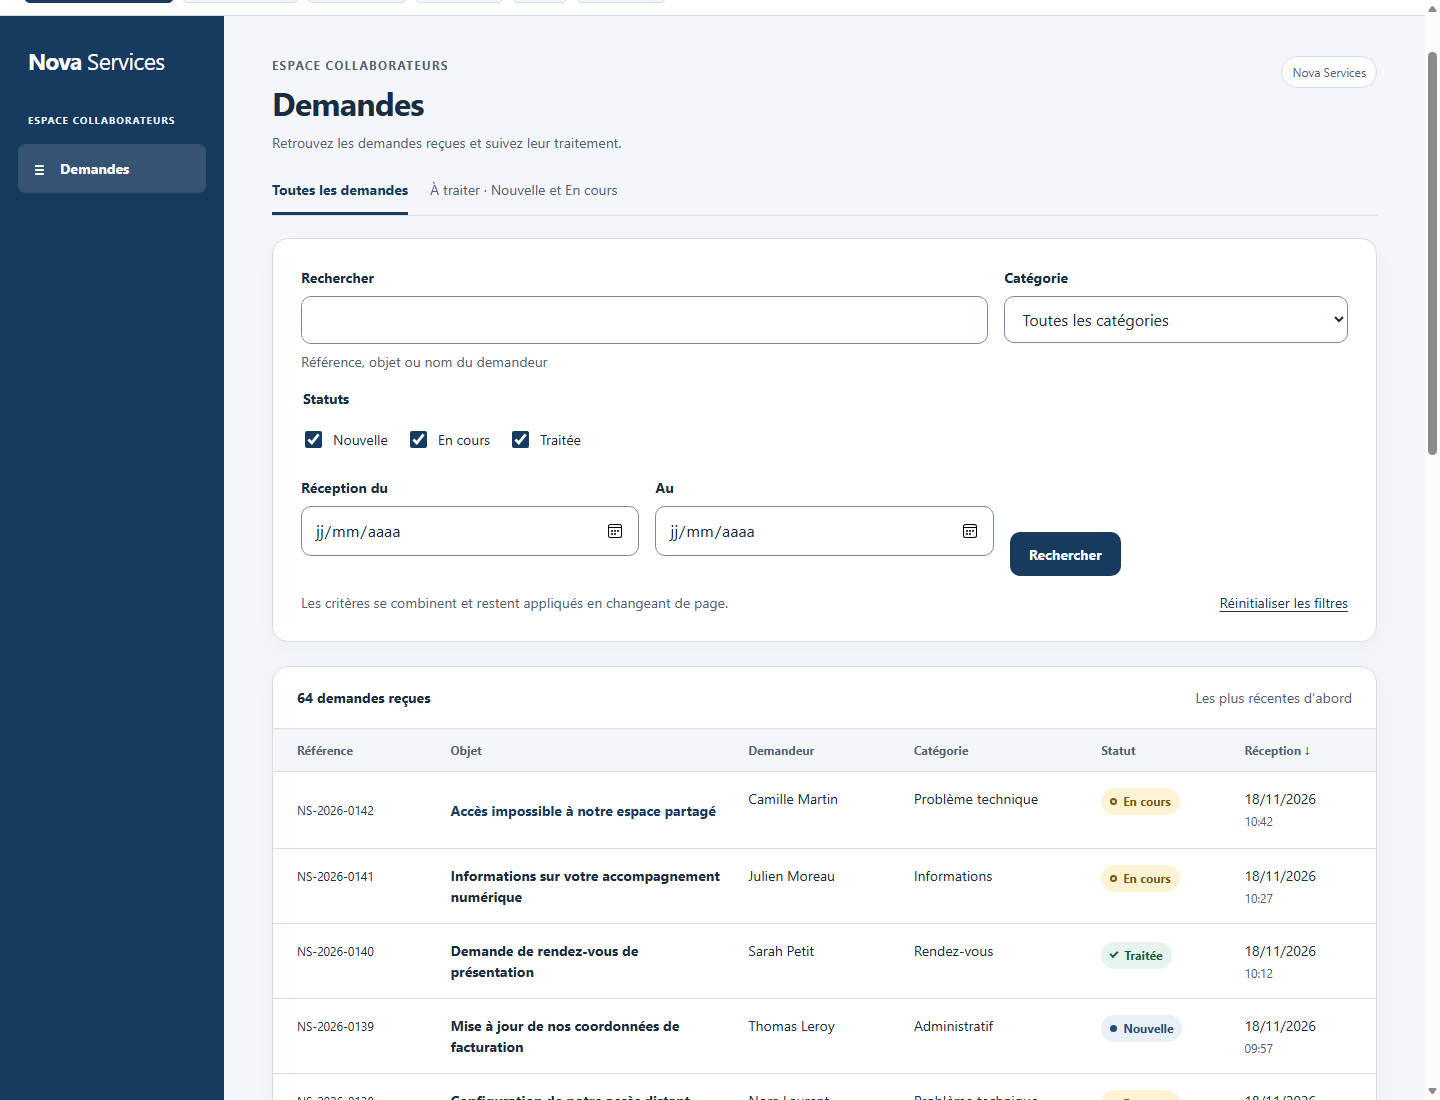 Nova Services
ESPACE COLLABORATEURS
Demandes
ESPACE COLLABORATEURS
Nova Services
Demandes
Retrouvez les demandes reçues et suivez leur traitement.
Toutes les demandes
À traiter · Nouvelle et En cours
Rechercher
Catégorie
Toutes les catégories
Référence, objet ou nom du demandeur
Statuts
Nouvelle
En cours
Traitée
Réception du
Au
jj/mm/aaaa
jj/mm/aaaa
Rechercher
Les critères se combinent et restent appliqués en changeant de page.
Réinitialiser les filtres
64 demandes reçues
Les plus récentes d'abord
Référence Objet Demandeur Catégorie Statut Réception ↓
NS-2026-0142 Accès impossible à notre espace partagé Camille Martin Problème technique En cours 18/11/2026
10:42
NS-2026-0141 Informations sur votre accompagnement Julien Moreau Informations En cours 18/11/2026
numérique 10:27
NS-2026-0140 Demande de rendez-vous de Sarah Petit Rendez-vous Traitée 18/11/2026
présentation 10:12
NS-2026-0139 Mise à jour de nos coordonnées de Thomas Leroy Administratif Nouvelle 18/11/2026
facturation 09:57